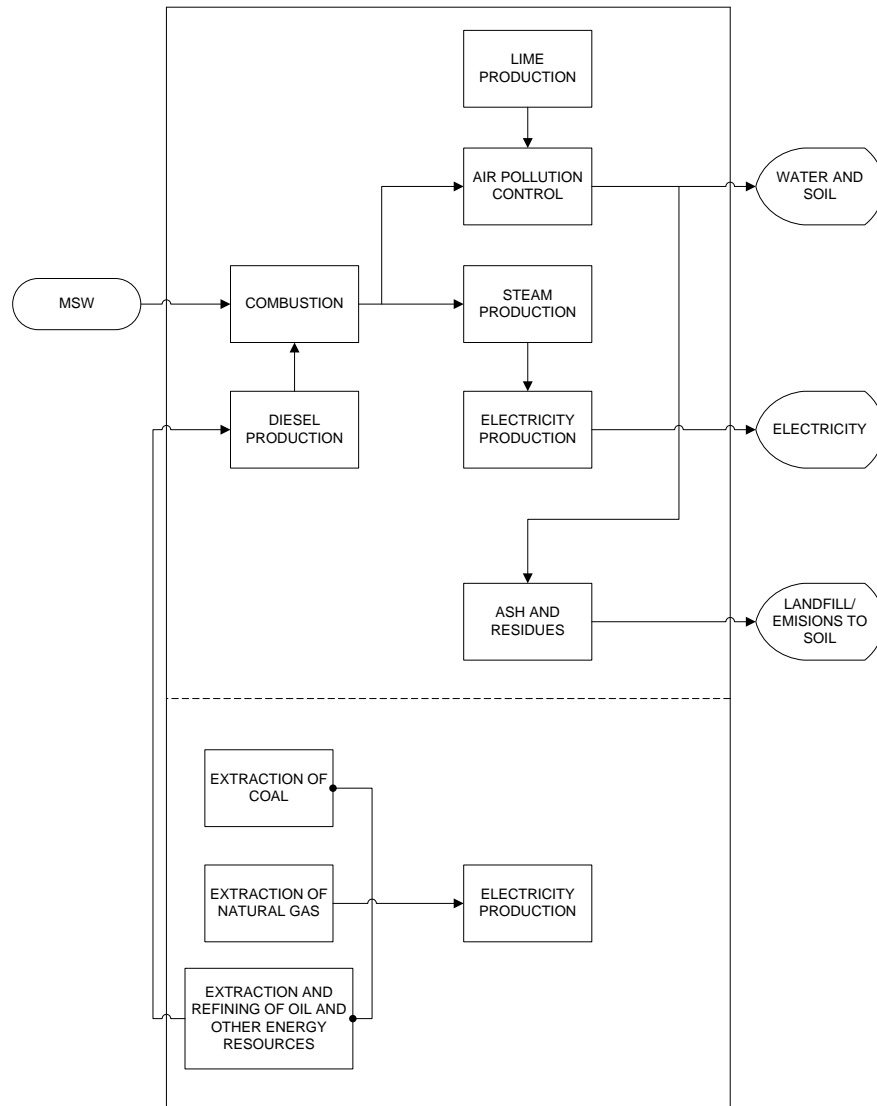 LIME
PRODUCTION
AIR POLLUTION
CONTROL
WATER AND
SOIL
MSW
COMBUSTION
STEAM
PRODUCTION
DIESEL
PRODUCTION
ELECTRICITY
PRODUCTION
ELECTRICITY
ASH AND
RESIDUES
LANDFILL/
EMISIONS TO
SOIL
EXTRACTION OF
COAL
EXTRACTION OF
NATURAL GAS
ELECTRICITY
PRODUCTION
EXTRACTION AND
REFINING OF OIL AND
OTHER ENERGY
RESOURCES